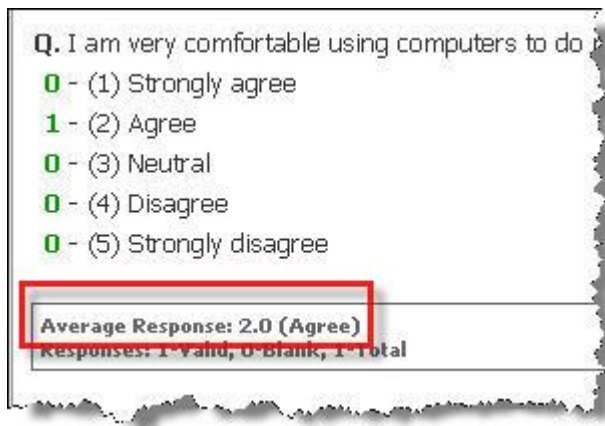 Q. I am very comfortable using computers to do
0 - (1) Strongly agree
1 - (2) Agree
0 - (3) Neutral
0 - (4) Disagree
0 - (5) Strongly disagree
Average Response: 2.0 (Agree)
Responses: 1-Valid, 0-Blank, 1-Total